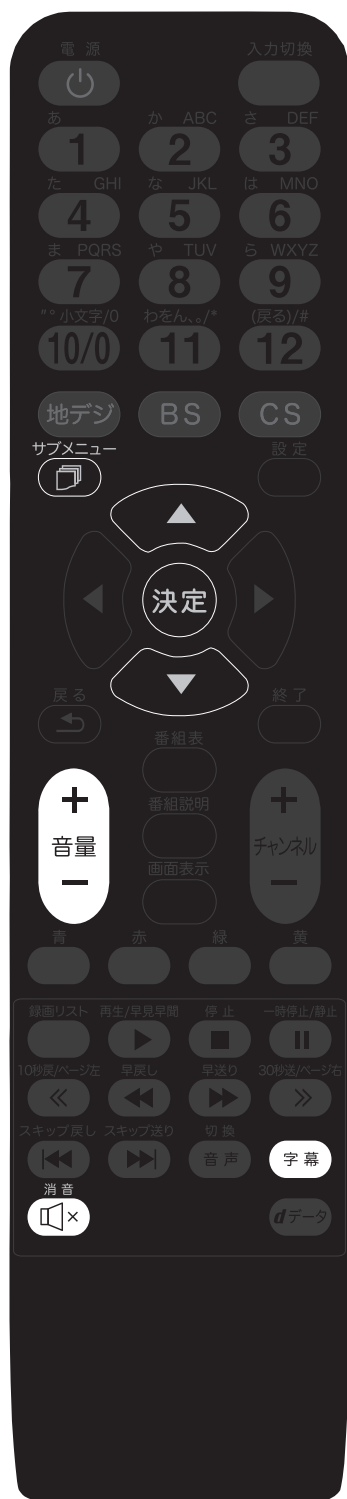 電源 入力切換
あ か ABC さ DEF
1 2 3
た GHI な JKL は MNO
4 5 6
ま PQRS や TUV ら WXYZ
7 8 9
"° 小文字/0 わをん、。/* (戻る)/#
10/0 11 12
地デジ BS CS
サブメニュー 設定
決定
戻る 終了
番組表
+ +
番組説明
音量 チャンネル
画面表示
− −
青 赤 緑 黄
録画リスト 再生/早見早聞 停止 一時停止/静止
10秒戻/ページ左 早戻し 早送り 30秒送/ページ右
スキップ戻し スキップ送り 切換
音声 字幕
消音
dデータ